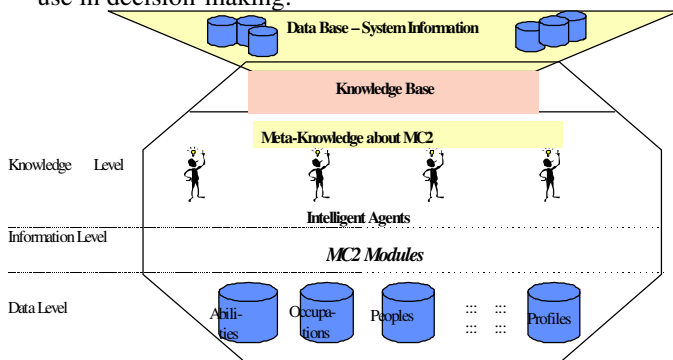 use in decision-making.
Data Base – System Information
Knowledge Base
Meta-Knowledge about MC2
Knowledge Level
Intelligent Agents
Information Level
MC2 Modules
Data Level
Abili-
ties
Occupa-
tions
Peoples
::: :::
::: :::
Profiles